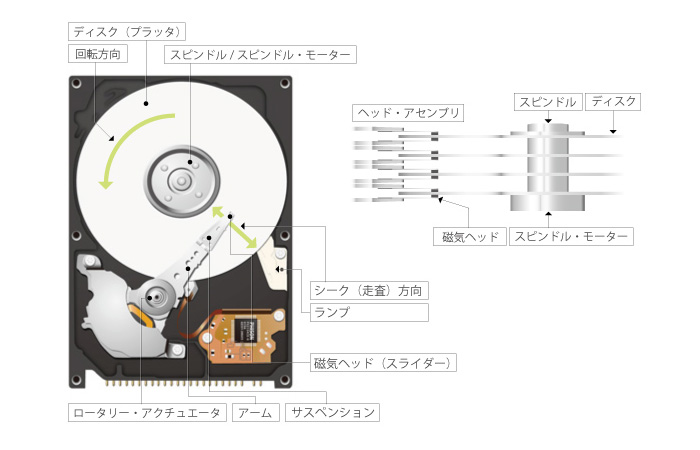 ディスク（プラッタ）
回転方向
スピンドル / スピンドル・モーター
ヘッド・アセンブリ
スピンドル
ディスク
磁気ヘッド
スピンドル・モーター
シーク（走査）方向
ランプ
磁気ヘッド（スライダー）
ロータリー・アクチュエータ
アーム
サスペンション